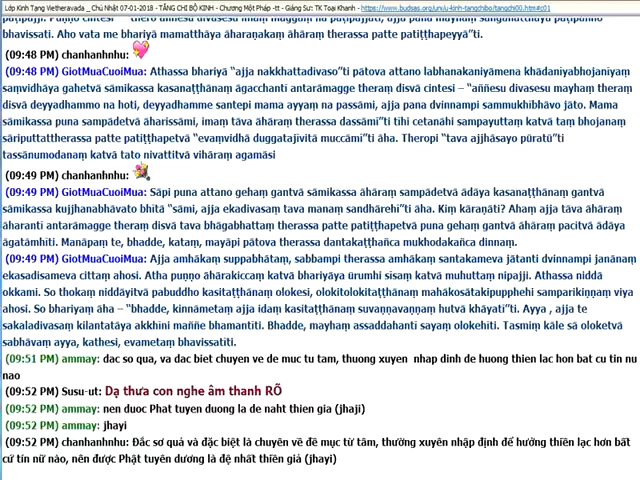 Lớp Kinh Tạng Vietheravada _ Chủ Nhật 07-01-2018 - TĂNG CHI BỘ KINH - Chương Một Pháp -tt - Giảng Sư: TK Toại Khanh - https://www.budsas.org/uni/u-kinh-tangchibo/tangchi00.htm#c01
bhavissati. Aho vata me bhariyā mamatthāya āharaṇakaṃ āhāraṃ therassa patte patiṭṭhapeyyā”ti.
(09:48 PM) chanhanhnhu:
(09:48 PM) GiotMuaCuoiMua: Athassa bhariyā “ajja nakkhattadivaso”ti pātova attano labhanakaniyāmena khādaniyabhojaniyaṃ
saṃvidhāya gahetvā sāmikassa kasanaṭṭhānaṃ āgacchanti antarāmagge theraṃ disvā cintesi – “aññesu divasesu mayhaṃ theraṃ
disvā deyyadhammo na hoti, deyyadhamme santepi mama ayyaṃ na passāmi, ajja pana dvinnampi sammukhibhāvo jāto. Mama
sāmikassa puna sampādetvā āharissāmi, imaṃ tāva āhāraṃ therassa dassāmi”ti tihi cetanāhi sampayuttaṃ katvā taṃ bhojanaṃ
sāriputtattherassa patte patiṭṭhapetvā “evaṃvidhā duggatajivitā muccāmi”ti āha. Theropi “tava ajjhāsayo pūratū”ti
tassānumodanaṃ katvā tato nivattitvā vihāraṃ agamāsi
(09:49 PM) chanhanhnhu:
(09:49 PM) GiotMuaCuoiMua: Sāpi puna attano gehaṃ gantvā sāmikassa āhāraṃ sampādetvā ādāya kasanaṭṭhānaṃ gantvā
sāmikassa kujjhanabhāvato bhītā “sāmi, ajja ekadivasaṃ tava manaṃ sandhārehi”ti āha. Kiṃ kāraṇāti? Ahaṃ ajja tāva āhāraṃ
āharanti antarāmagge theraṃ disvā tava bhāgabhattaṃ therassa patte patiṭṭhapetvā puna gehaṃ gantvā āhāraṃ pacitvā ādāya
āgatāmhiti. Manāpaṃ te, bhadde, kataṃ, mayāpi pātova therassa dantakaṭṭhañca mukhodakañca dinnaṃ.
(09:49 PM) GiotMuaCuoiMua: Ajja amhākaṃ suppabhātaṃ, sabbampi therassa amhākaṃ santakameva jātanti dvinnampi janānaṃ
ekasadisameva cittaṃ ahosi. Atha puṇṇo āhārakiccaṃ katvā bhariyāya ūrumhi sisaṃ katvā muhuttaṃ nipajji. Athassa niddā
okkami. So thokaṃ niddāyitvā pabuddho kasitaṭṭhānaṃ olokesi, olokitolokitaṭṭhānaṃ mahākosātakipupphehi samparikiṇṇaṃ viya
ahosi. So bhariyaṃ āha – “bhadde, kinnāmetaṃ ajja idaṃ kasitaṭṭhānaṃ suvaṇṇavaṇṇaṃ hutvā khāyati”ti. Ayya , ajja te
sakaladivasaṃ kilantatāya akkhini maññe bhamantiti. Bhadde, mayhaṃ assaddahanti sayaṃ olokehiti. Tasmiṃ kāle sā oloketvā
sabhāvaṃ ayya, kathesi, evametaṃ bhavissatiti.
(09:51 PM) ammay: dac so qua, va dac biet chuyen ve de muc tu tam, thuong xuyen nhap dinh de huong thien lac hon bat cu tin nu
nao
(09:52 PM) Susu-ut: Dạ thưa con nghe âm thanh RÕ
(09:52 PM) ammay: nen duoc Phat tuyen duong la de naht thien gia (jhaji)
(09:52 PM) ammay: jhayi
(09:52 PM) chanhanhnhu: Đắc sơ quả và đặc biệt là chuyên về đề mục từ tâm, thường xuyên nhập định để hưởng thiền lạc hơn bất
cứ tín nữ nào, nên được Phật tuyên dương là đệ nhất thiền giả (jhayi)